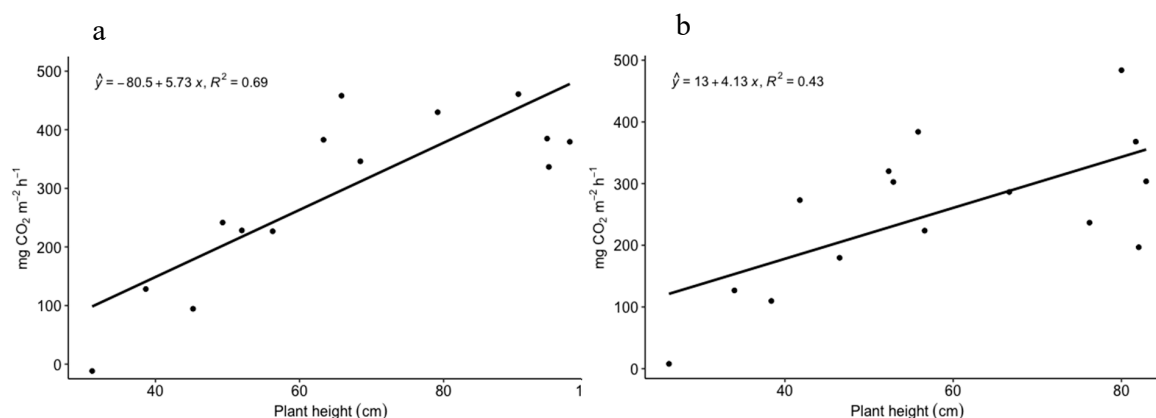 a
ŷ = −80.5 + 5.73 x, R² = 0.69
500
400
300
200
100
0
mg CO₂ m⁻² h⁻¹
40
60
80
1
Plant height (cm)
b
ŷ = 13 + 4.13 x, R² = 0.43
500
400
300
200
100
0
mg CO₂ m⁻² h⁻¹
40
60
80
Plant height (cm)